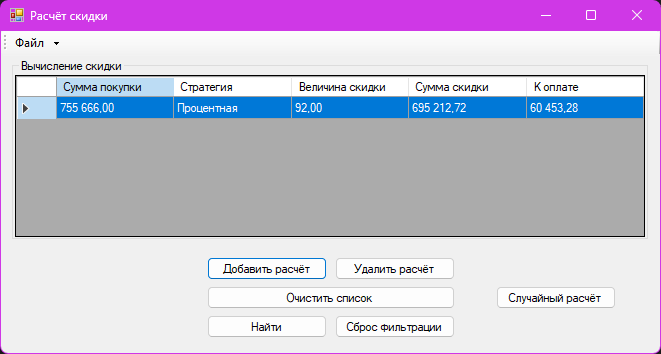 Расчёт скидки
Файл
Вычисление скидки
Сумма покупки Стратегия Величина скидки Сумма скидки К оплате
755 666,00 Процентная 92,00 695 212,72 60 453,28
Добавить расчёт Удалить расчёт
Очистить список Случайный расчёт
Найти Сброс Фильтрации